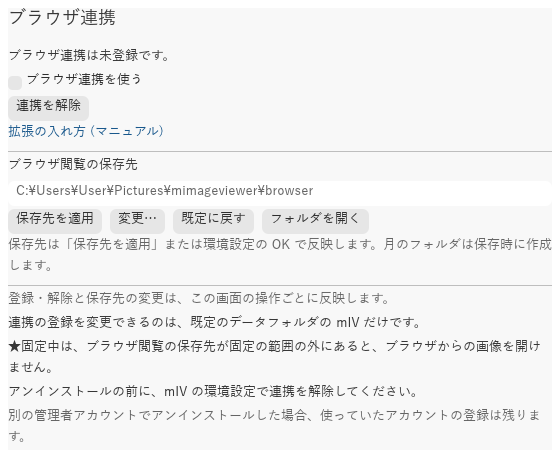 ブラウザ連携
ブラウザ連携は未登録です。
ブラウザ連携を使う
連携を解除
拡張の入れ方 (マニュアル)
ブラウザ閲覧の保存先
C:¥Users¥User¥Pictures¥mimageviewer¥browser
保存先を適用 変更… 既定に戻す フォルダを開く
保存先は「保存先を適用」または環境設定の OK で反映します。月のフォルダは保存時に作成
します。
登録・解除と保存先の変更は、この画面の操作ごとに反映します。
連携の登録を変更できるのは、既定のデータフォルダの mIV だけです。
★固定中は、ブラウザ閲覧の保存先が固定の範囲の外にあると、ブラウザからの画像を開け
ません。
アンインストールの前に、mIV の環境設定で連携を解除してください。
別の管理者アカウントでアンインストールした場合、使っていたアカウントの登録は残りま
す。